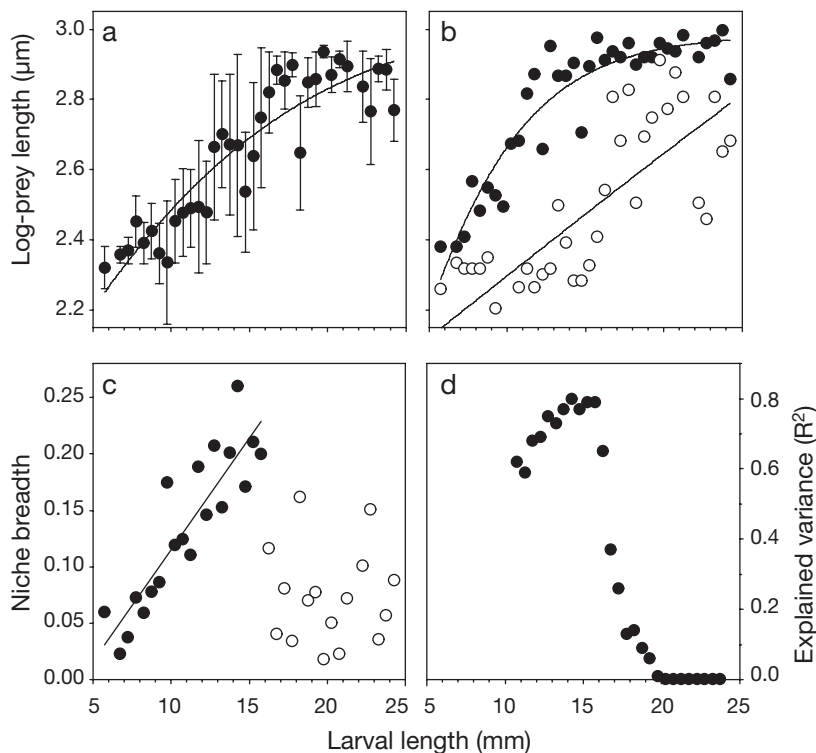 a
b
3.0
2.8
2.6
2.4
2.2
Log-prey length (µm)
c
d
0.25
0.20
0.15
0.10
0.05
0.00
Niche breadth
0.8
0.6
0.4
0.2
0.0
Explained variance (R²)
5 10 15 20 25
5 10 15 20 25
Larval length (mm)